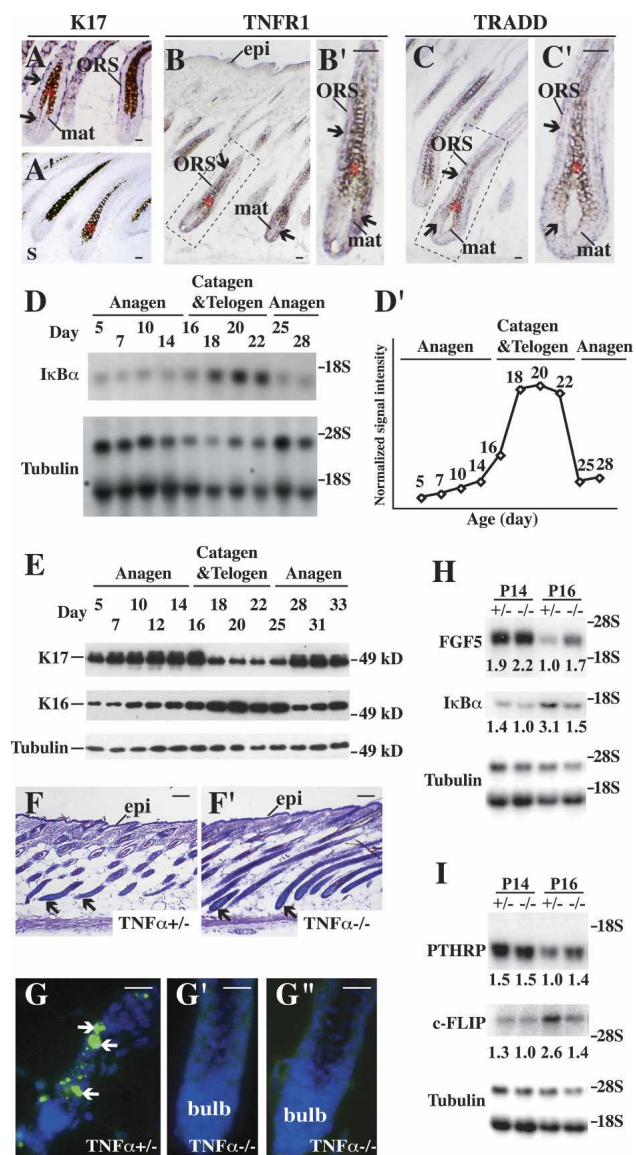 K17 TNFR1 TRADD
A ORS mat
A s
B epi ORS mat
B' ORS mat
C ORS mat
C' ORS mat
D
Anagen Catagen &Telogen Anagen
Day 5 7 10 14 16 18 20 22 25 28
IκBα -18S
Tubulin -28S -18S
D'
Anagen Catagen &Telogen Anagen
Normalized signal intensity
5 7 10 14 16 18 20 22 25 28
Age (day)
E
Anagen Catagen &Telogen Anagen
Day 5 7 10 12 14 16 18 20 22 25 28 31 33
K17 -49 kD
K16 -49 kD
Tubulin -49 kD
F epi TNFα+/-
F' epi TNFα-/-
G TNFα+/-
G' bulb TNFα-/-
G" bulb TNFα-/-
H
P14 P16
+/- -/- +/- -/-
FGF5 -28S -18S
1.9 2.2 1.0 1.7
IκBα -18S
1.4 1.0 3.1 1.5
Tubulin -28S -18S
I
P14 P16
+/- -/- +/- -/-
PTHRP -18S
1.5 1.5 1.0 1.4
c-FLIP -28S
1.3 1.0 2.6 1.4
Tubulin -28S -18S